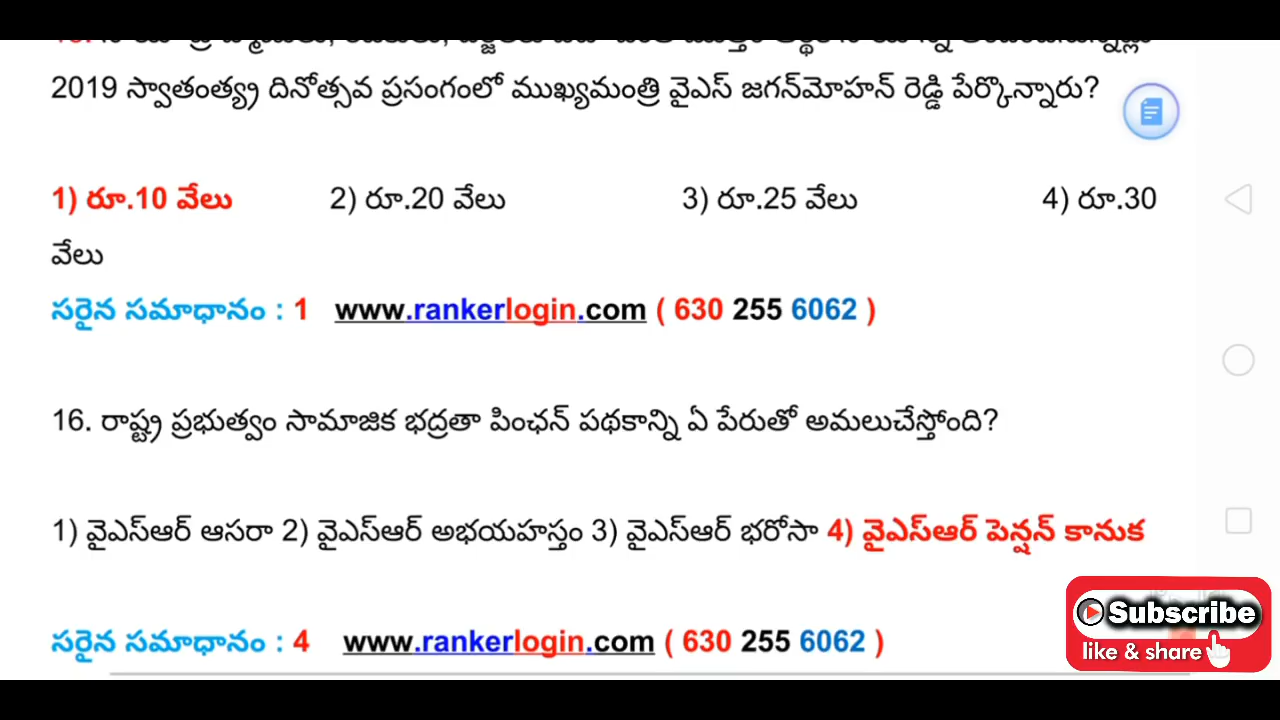 2019 స్వాతంత్య్ర దినోత్సవ ప్రసంగంలో ముఖ్యమంత్రి వైఎస్ జగన్‌మోహన్ రెడ్డి పేర్కొన్నారు?
1) రూ.10 వేలు 2) రూ.20 వేలు 3) రూ.25 వేలు 4) రూ.30
వేలు
సరైన సమాధానం : 1 www.rankerlogin.com ( 630 255 6062 )
16. రాష్ట్ర ప్రభుత్వం సామాజిక భద్రతా పింఛన్ పథకాన్ని ఏ పేరుతో అమలుచేస్తోంది?
1) వైఎస్ఆర్ ఆసరా 2) వైఎస్ఆర్ అభయహస్తం 3) వైఎస్ఆర్ భరోసా 4) వైఎస్ఆర్ పెన్షన్ కానుక
సరైన సమాధానం : 4 www.rankerlogin.com ( 630 255 6062 )
Subscribe
like & share